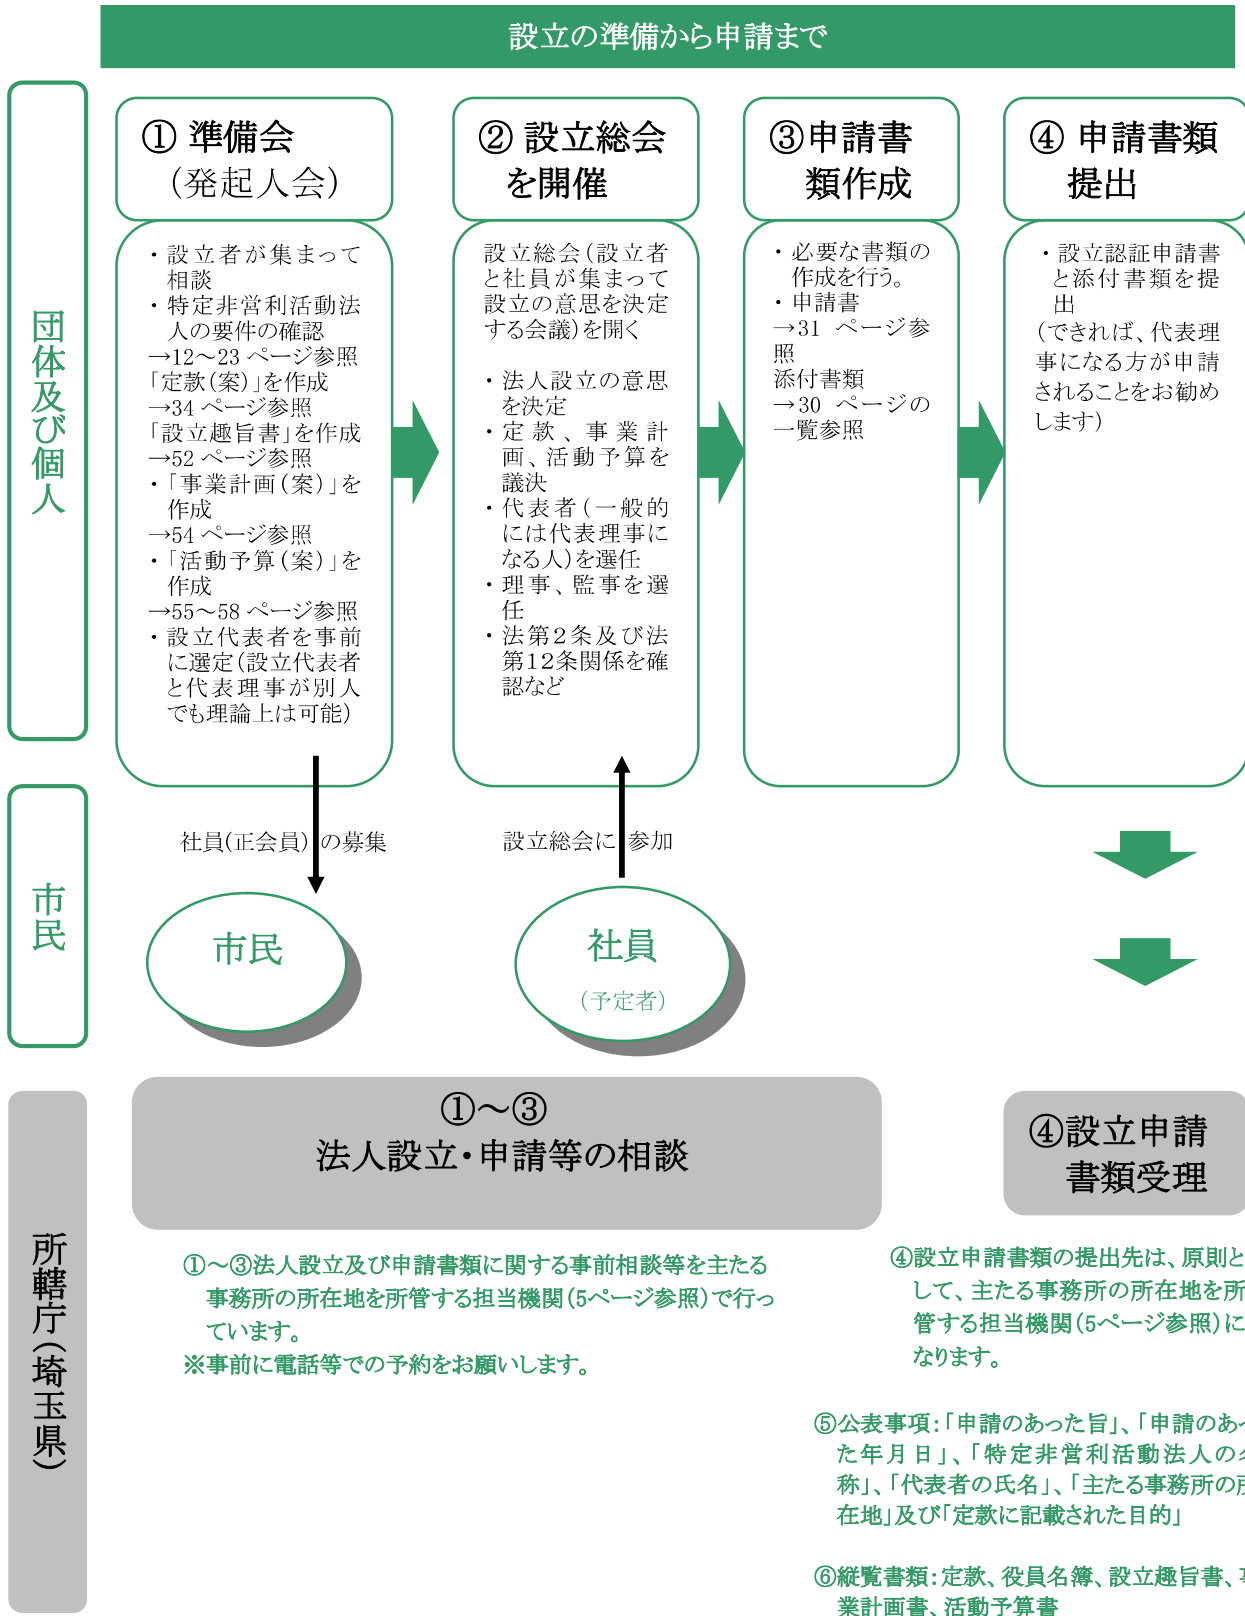 設立の準備から申請まで
団体及び個人
① 準備会
（発起人会）
・設立者が集まって
相談
・特定非営利活動法
人の要件の確認
→12～23 ページ参照
「定款（案）」を作成
→34 ページ参照
「設立趣旨書」を作成
→52 ページ参照
・「事業計画（案）」を
作成
→54 ページ参照
・「活動予算（案）」を
作成
→55～58 ページ参照
・設立代表者を事前
に選定（設立代表者
と代表理事が別人
でも理論上は可能）
② 設立総会
を開催
設立総会（設立者
と社員が集まって
設立の意思を決定
する会議）を開く
・法人設立の意思
を決定
・定款、事業計
画、活動予算を
議決
・代表者（一般的
には代表理事に
なる人）を選任
・理事、監事を選
任
・法第２条及び法
第１２条関係を確
認など
③申請書
類作成
・必要な書類の
作成を行う。
・申請書
→31 ページ参
照
添付書類
→30 ページの
一覧参照
④ 申請書類
提出
・設立認証申請書
と添付書類を提
出
（できれば、代表理
事になる方が申請
されることをお勧め
します）
市民
社員(正会員) の募集
設立総会に 参加
市民
社員
（予定者）
所轄庁（埼玉県）
①～③
法人設立・申請等の相談
④設立申請
書類受理
①～③法人設立及び申請書類に関する事前相談等を主たる
事務所の所在地を所管する担当機関（5ページ参照）で行っ
ています。
※事前に電話等での予約をお願いします。
④設立申請書類の提出先は、原則と
して、主たる事務所の所在地を所
管する担当機関（5ページ参照）に
なります。
⑤公表事項：「申請のあった旨」、「申請のあっ
た年月日」、「特定非営利活動法人の名
称」、「代表者の氏名」、「主たる事務所の所
在地」及び「定款に記載された目的」
⑥縦覧書類：定款、役員名簿、設立趣旨書、事
業計画書、活動予算書